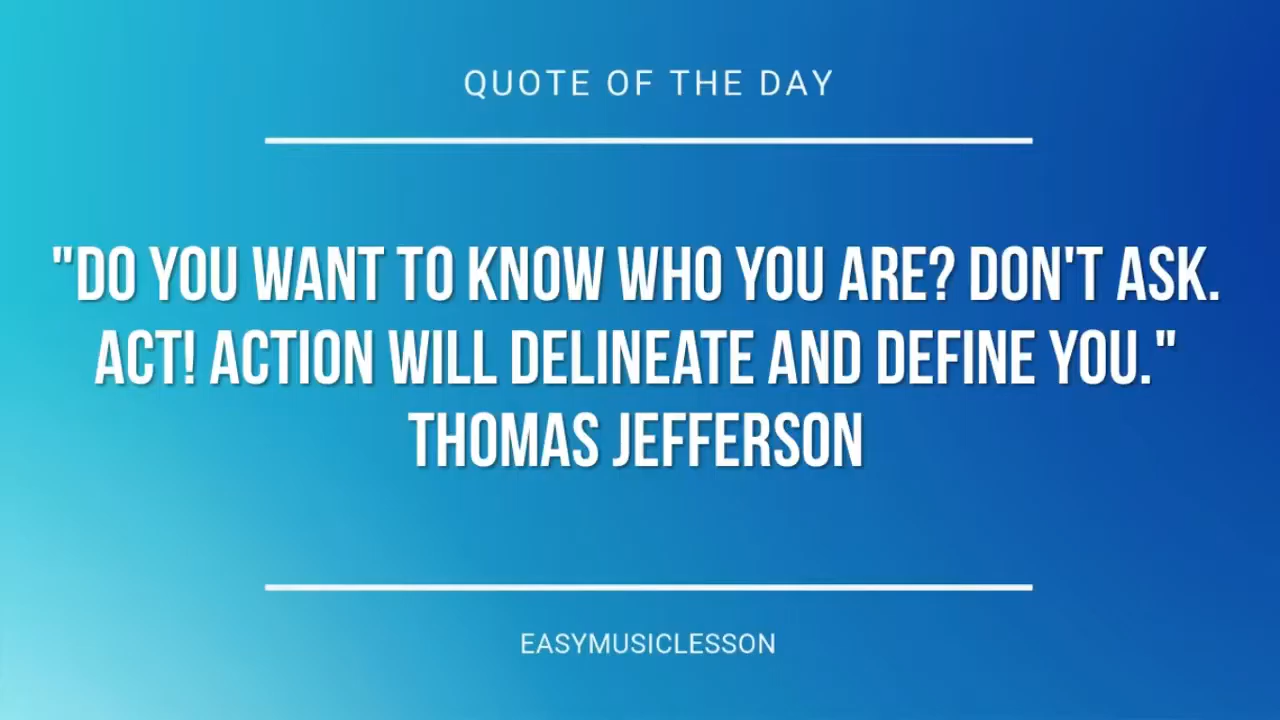 QUOTE OF THE DAY
"DO YOU WANT TO KNOW WHO YOU ARE? DON'T ASK.
ACT! ACTION WILL DELINEATE AND DEFINE YOU."
THOMAS JEFFERSON
EASYMUSICLESSON